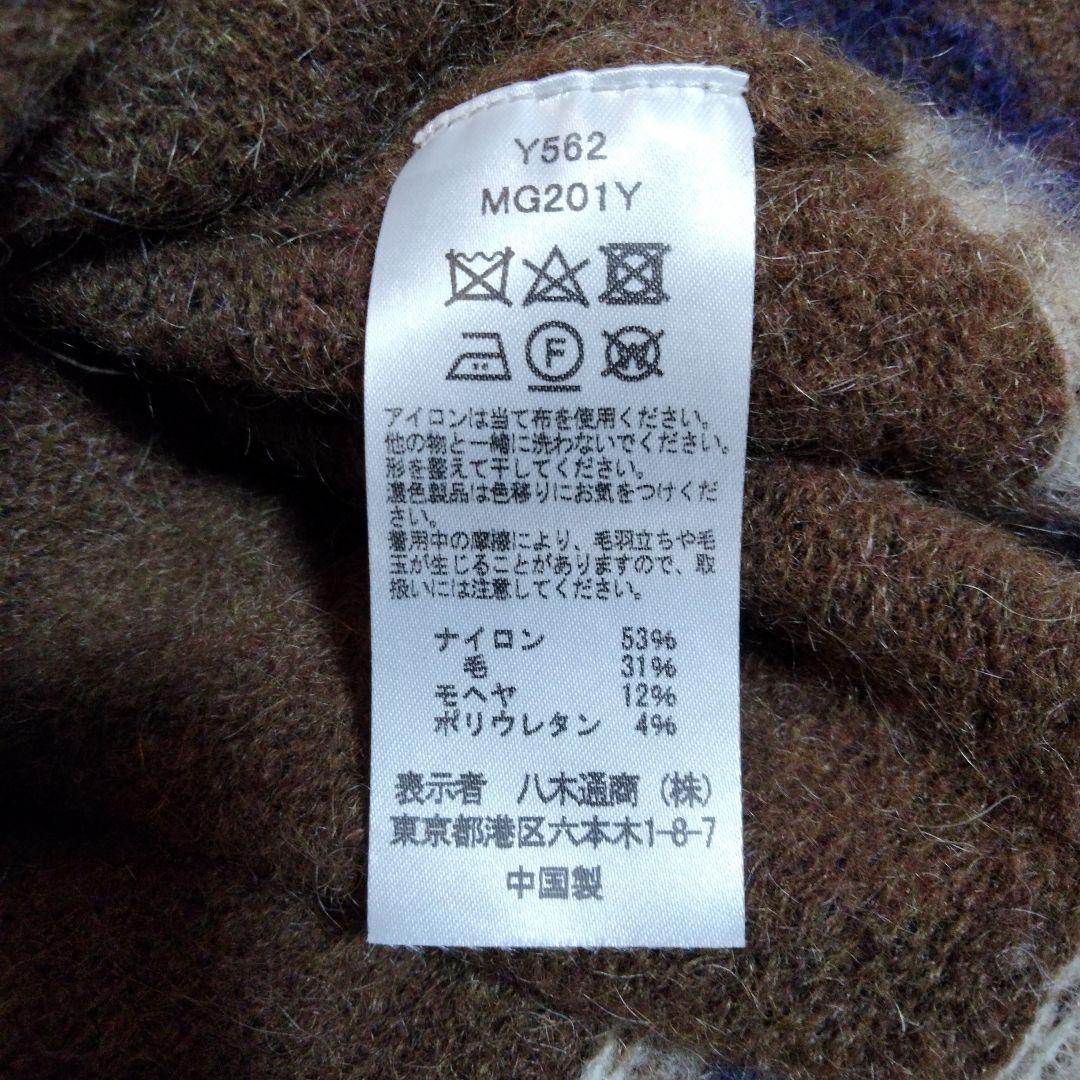 Y562
MG201Y
F
W
アイロンは当て布を使用ください。
他の物と一緒に洗わないでください。
形を整えて干してください。
濃色製品は色移りにお気をつけくだ
さい。
着用中の摩擦により、毛羽立ちや毛
玉が生じることがありますので、取
扱いには注意してください。
ナイロン 53%
毛 31%
モヘヤ 12%
ポリウレタン 4%
表示者 八木通商(株)
東京都港区六本木1-8-7
中国製